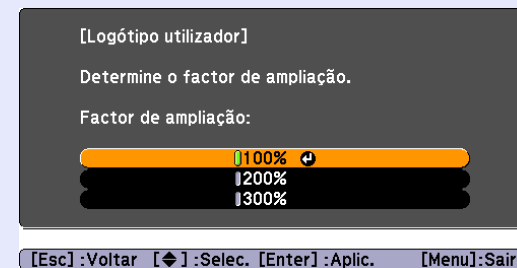 [Logótipo utilizador]
Determine o factor de ampliação.
Factor de ampliação:
100%
200%
300%
[Esc] :Voltar [◆] :Selec. [Enter] :Aplic. [Menu]:Sair